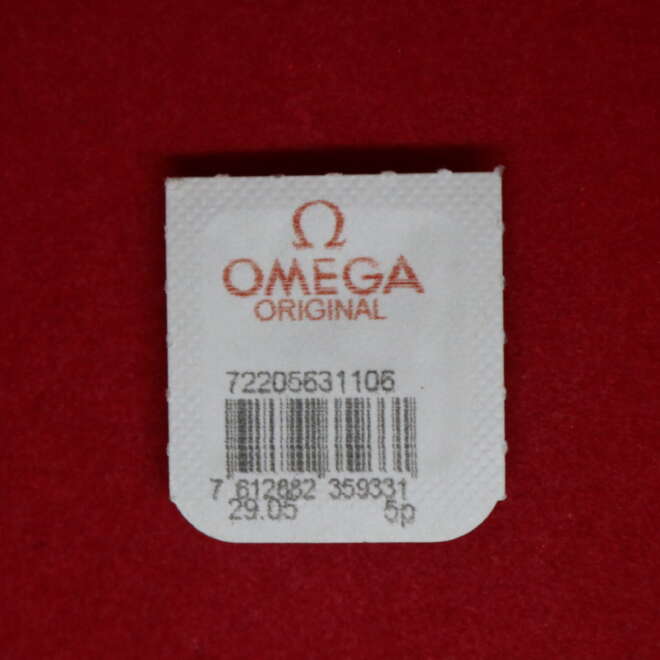 Ω
OMEGA
ORIGINAL
72205631106
7 612882 359331
29.05 5p